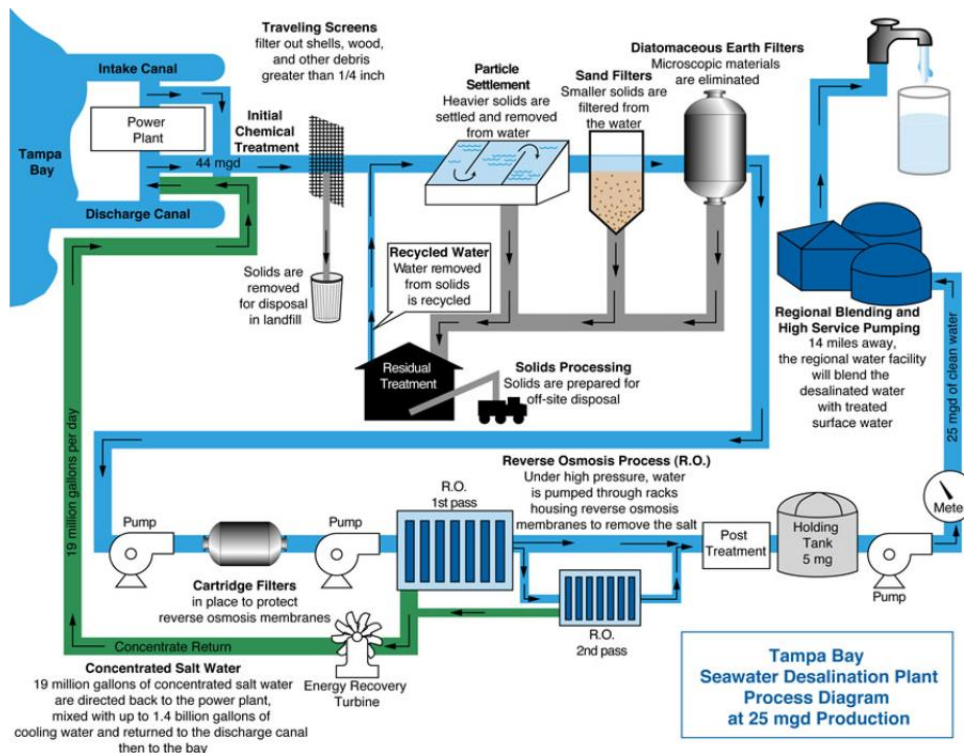 Traveling Screens
filter out shells, wood,
and other debris
greater than 1/4 inch
Diatomaceous Earth Filters
Microscopic materials
are eliminated
Intake Canal
Particle
Settlement
Heavier solids are
settled and removed
from water
Sand Filters
Smaller solids are
filtered from
the water
Power
Plant
Initial
Chemical
Treatment
Tampa
Bay
44 mgd
Discharge Canal
Solids are
removed
for disposal
in landfill
Recycled Water
Water removed
from solids
is recycled
Residual
Treatment
Solids Processing
Solids are prepared for
off-site disposal
Regional Blending and
High Service Pumping
14 miles away,
the regional water facility
will blend the
desalinated water
with treated
surface water
25 mgd of clean water
19 million gallons per day
Reverse Osmosis Process (R.O.)
Under high pressure, water
is pumped through racks
housing reverse osmosis
membranes to remove the salt
R.O.
1st pass
Pump
Pump
Cartridge Filters
in place to protect
reverse osmosis membranes
Post
Treatment
Holding
Tank
5 mg
Pump
Mete
R.O.
2nd pass
Concentrate Return
Energy Recovery
Turbine
Concentrated Salt Water
19 million gallons of concentrated salt water
are directed back to the power plant,
mixed with up to 1.4 billion gallons of
cooling water and returned to the discharge canal
then to the bay
Tampa Bay
Seawater Desalination Plant
Process Diagram
at 25 mgd Production